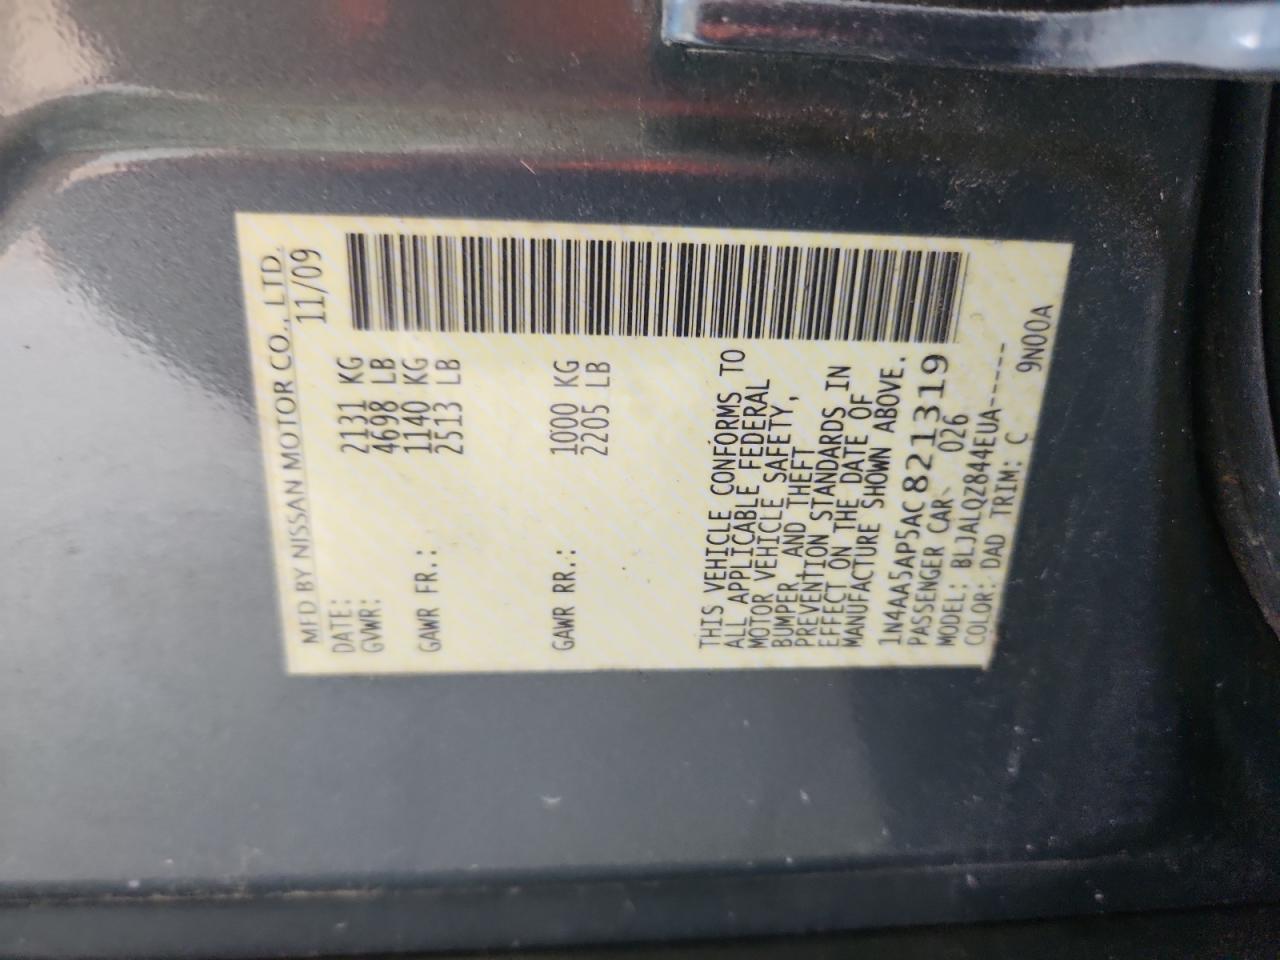 MFD BY NISSAN MOTOR CO., LTD.
DATE: 11/09
GVWR: 2131 KG
4698 LB
GAWR FR.: 1140 KG
2513 LB
GAWR RR.: 1000 KG
2205 LB
THIS VEHICLE CONFORMS TO
ALL APPLICABLE FEDERAL
MOTOR VEHICLE SAFETY,
BUMPER, AND THEFT
PREVENTION STANDARDS IN
EFFECT ON THE DATE OF
MANUFACTURE SHOWN ABOVE.
1N4AA5AP5AC821319
PASSENGER CAR 026
MODEL: BLJALQZ844EUA-----
COLOR: DAD TRIM: C 9N00A